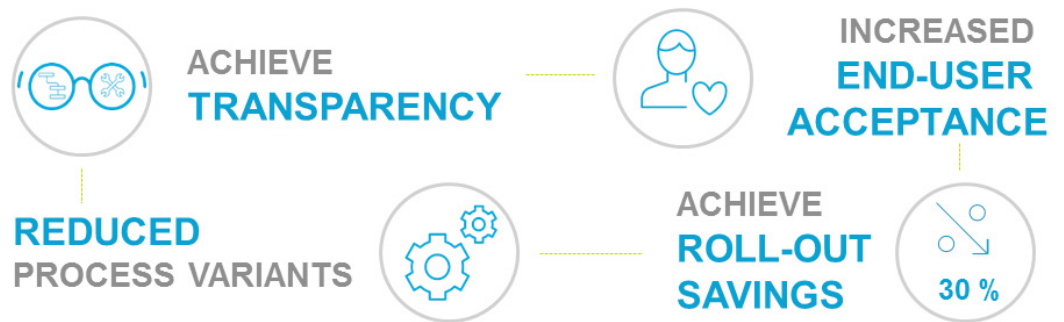 ACHIEVE
TRANSPARENCY
INCREASED
END-USER
ACCEPTANCE
REDUCED
PROCESS VARIANTS
ACHIEVE
ROLL-OUT
SAVINGS
30 %